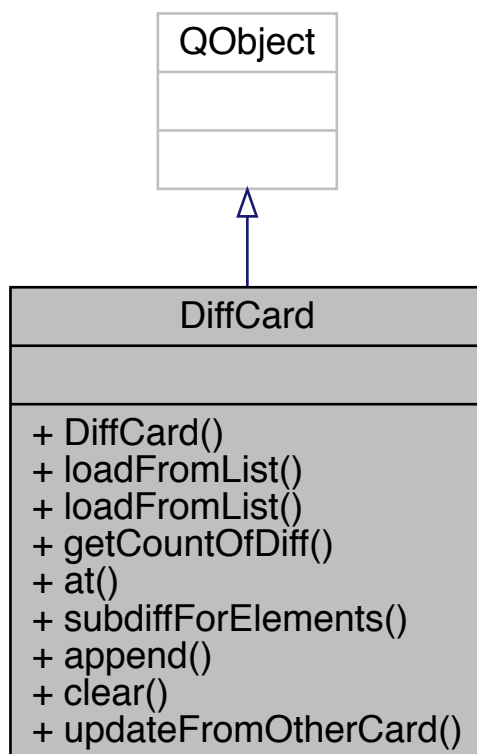 QObject
DiffCard
+ DiffCard()
+ loadFromList()
+ loadFromList()
+ getCountOfDiff()
+ at()
+ subdiffForElements()
+ append()
+ clear()
+ updateFromOtherCard()